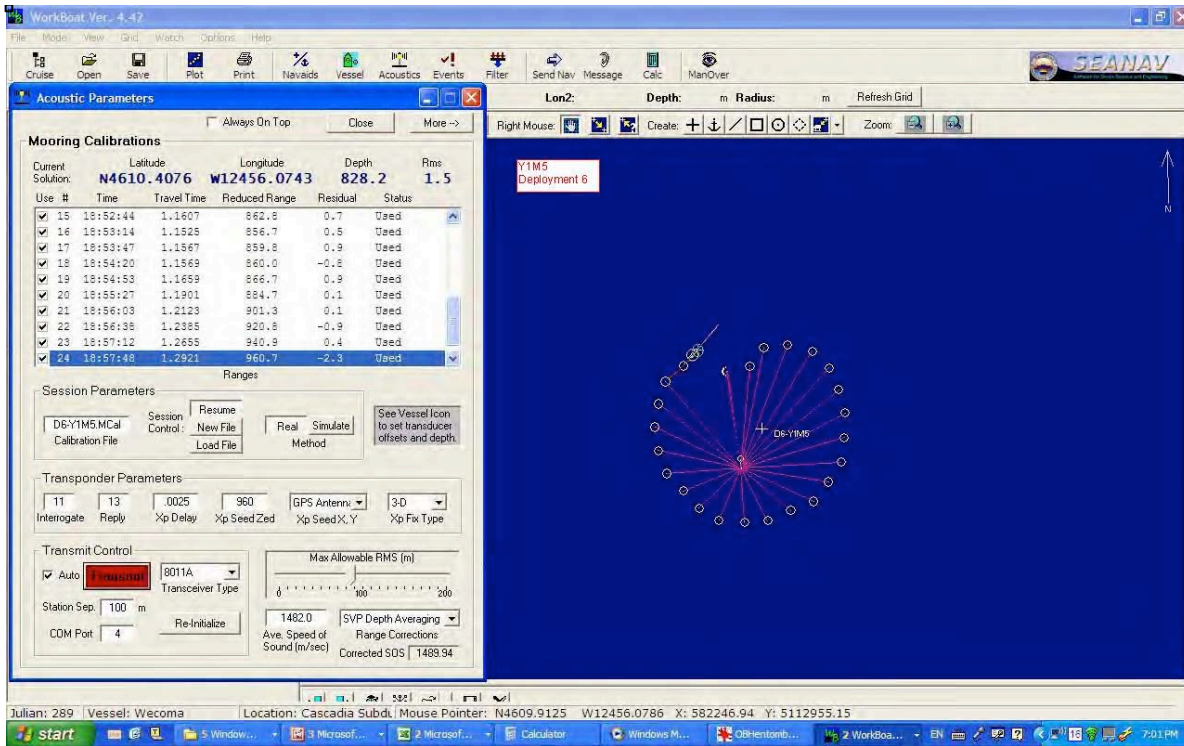 WorkBoat Ver. 4.42
File Mode View Grid Watch Options Help
Cruise Open Save Plot Print Navaids Vessel Acoustics Events Filter Send Nav Message Calc ManOver
SEANAV
Acoustic Parameters
Lon2: Depth: m Radius: m Refresh Grid
Always On Top Close More -->
Right Mouse: Create: Zoom:
Mooring Calibrations
Current Solution:
Latitude Longitude Depth Rms
N4610.4076 W12456.0743 828.2 1.5
Use # Time Travel Time Reduced Range Residual Status
15 18:52:44 1.1607 862.8 0.7 Used
16 18:53:14 1.1525 856.7 0.5 Used
17 18:53:47 1.1567 859.8 0.9 Used
18 18:54:20 1.1569 860.0 -0.8 Used
19 18:54:53 1.1659 866.7 0.9 Used
20 18:55:27 1.1901 884.7 0.1 Used
21 18:56:03 1.2123 901.3 0.1 Used
22 18:56:38 1.2385 920.8 -0.9 Used
23 18:57:12 1.2655 940.9 0.4 Used
24 18:57:48 1.2921 960.7 -2.3 Used
Ranges
Y1M5
Deployment 6
N
D6-Y1M5
Session Parameters
D6-Y1M5.MCal
Calibration File
Session Control :
Resume
New File
Load File
Real Simulate
Method
See Vessel Icon
to set transducer
offsets and depth.
Transponder Parameters
11 13 .0025 960 GPS Antenn 3-D
Interrogate Reply Xp Delay Xp Seed Zed Xp Seed X, Y Xp Fix Type
Transmit Control
Auto Transmit 8011A
Transceiver Type
Station Sep. 100 m
COM Port 4
Re-Initialize
Max Allowable RMS (m)
0 100 200
1482.0 SVP Depth Averaging
Ave. Speed of
Sound (m/sec)
Range Corrections
Corrected SOS 1489.94
Julian: 289 Vessel: Wecoma Location: Cascadia Subdu Mouse Pointer: N4609.9125 W12456.0786 X: 582246.94 Y: 5112955.15
start 5 Window... 3 Microsof... 2 Microsof... Calculator Windows M... OBHentomb... 2 WorkBoa... EN 16 7:01 PM